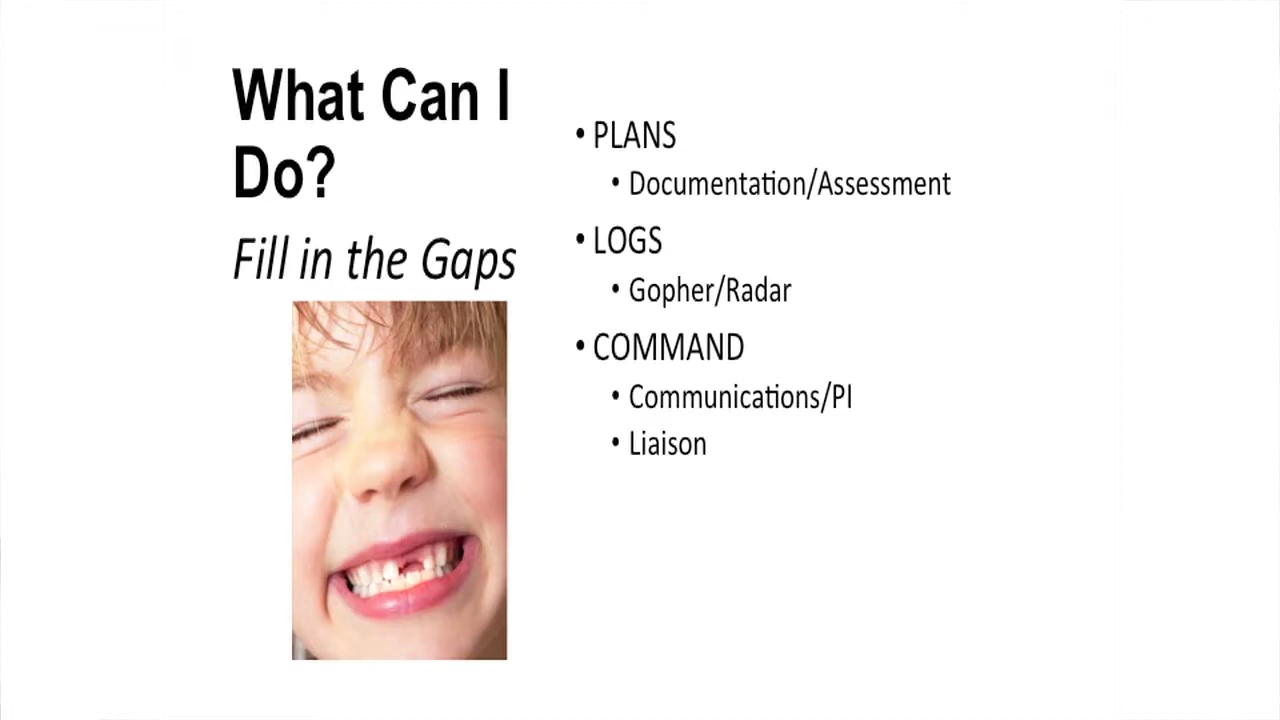 What Can I
Do?
Fill in the Gaps
• PLANS
• Documentation/Assessment
• LOGS
• Gopher/Radar
• COMMAND
• Communications/PI
• Liaison